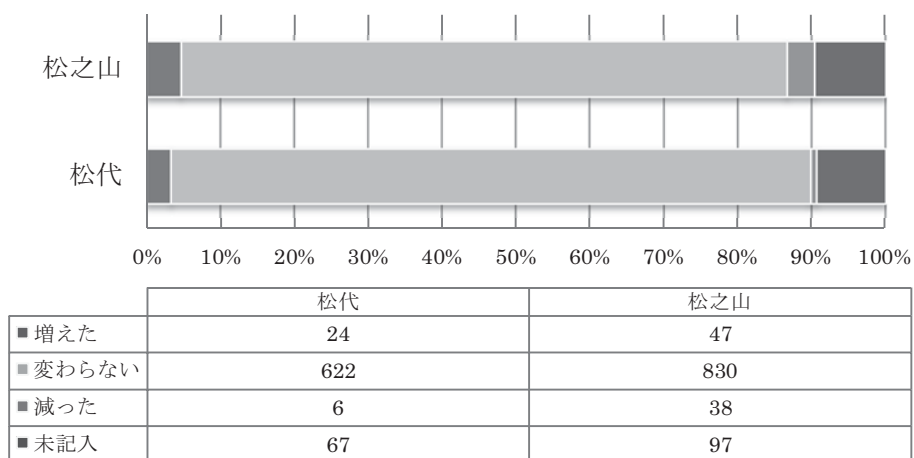 松之山
松代
0% 10% 20% 30% 40% 50% 60% 70% 80% 90% 100%
松代 松之山
増えた 24 47
変わらない 622 830
減った 6 38
未記入 67 97